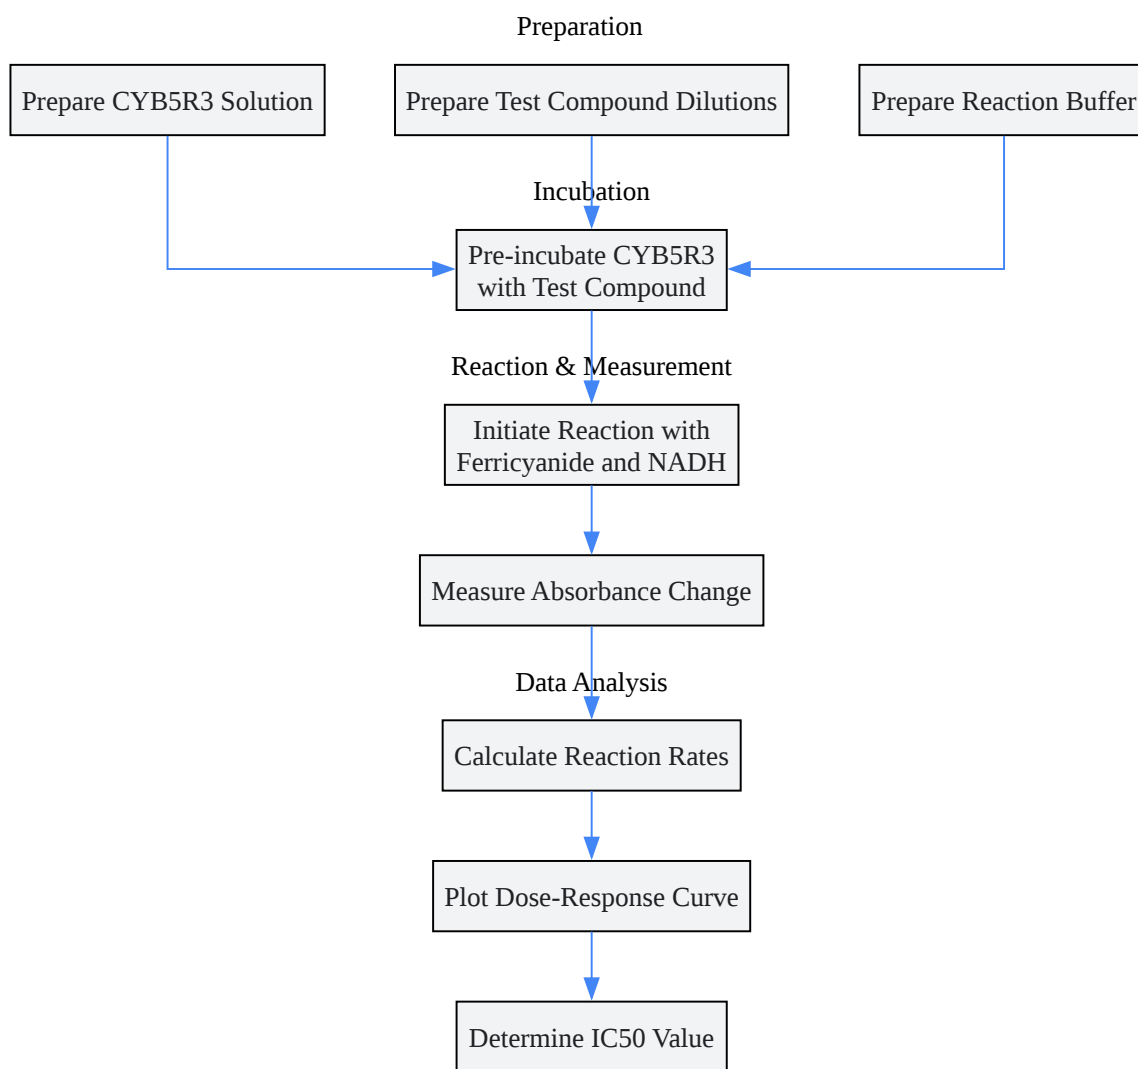 Preparation
Prepare CYB5R3 Solution
Prepare Test Compound Dilutions
Prepare Reaction Buffer
Incubation
Pre-incubate CYB5R3
with Test Compound
Reaction & Measurement
Initiate Reaction with
Ferricyanide and NADH
Measure Absorbance Change
Data Analysis
Calculate Reaction Rates
Plot Dose-Response Curve
Determine IC50 Value